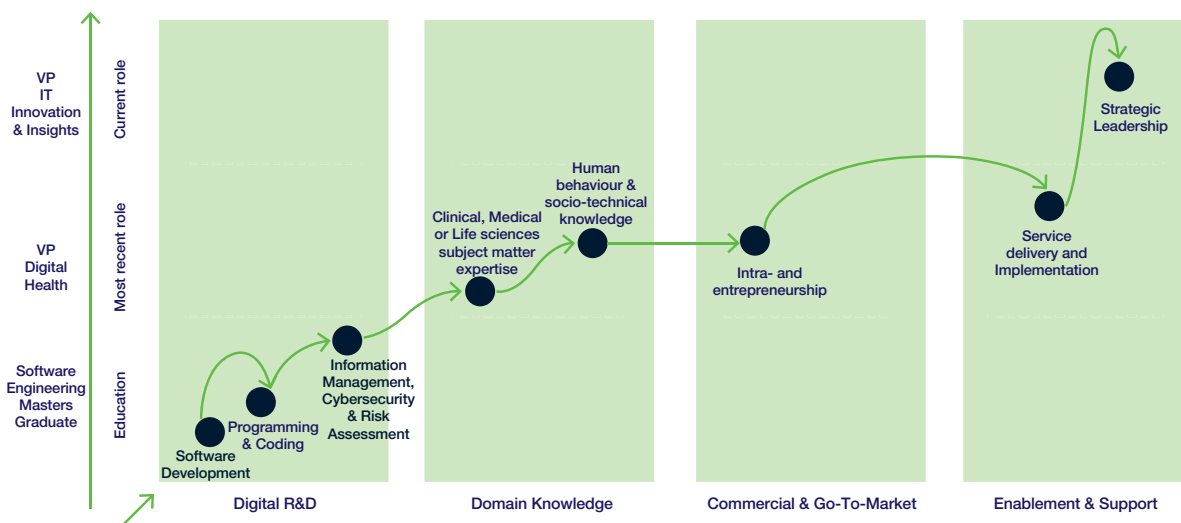 VP
IT
Innovation
& Insights
Current role
VP
Digital
Health
Most recent role
Software
Engineering
Masters
Graduate
Education
Software
Development
Programming
& Coding
Information
Management,
Cybersecurity
& Risk
Assessment
Clinical, Medical
or Life sciences
subject matter
expertise
Human
behaviour &
socio-technical
knowledge
Intra- and
entrepreneurship
Service
delivery and
Implementation
Strategic
Leadership
Digital R&D
Domain Knowledge
Commercial & Go-To-Market
Enablement & Support